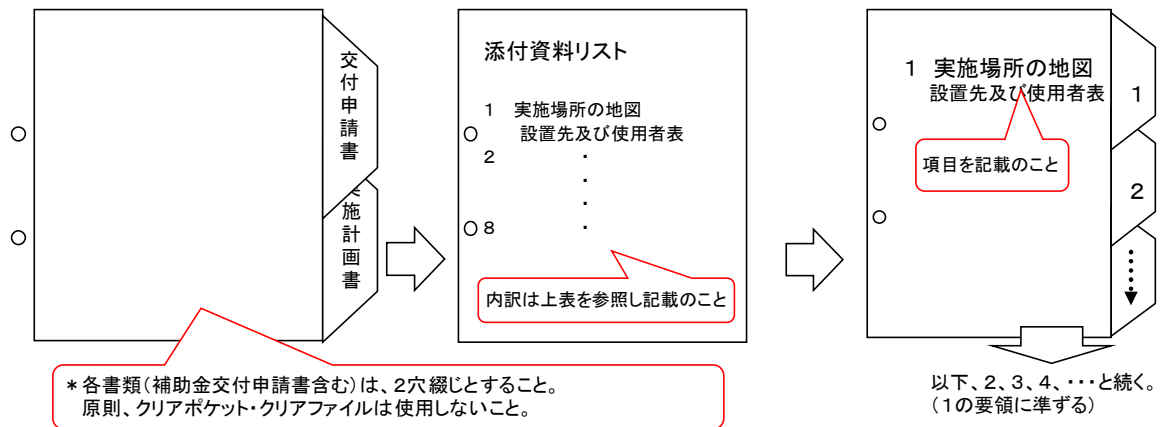 交付申請書
施計画書
添付資料リスト
1 実施場所の地図
設置先及び使用者表
2 ・
・
・
8 ・
内訳は上表を参照し記載のこと
1 実施場所の地図
設置先及び使用者表
項目を記載のこと
1
2
＊各書類(補助金交付申請書含む)は、2穴綴じとすること。
原則、クリアポケット・クリアファイルは使用しないこと。
以下、2、3、4、・・・と続く。
(1の要領に準ずる)